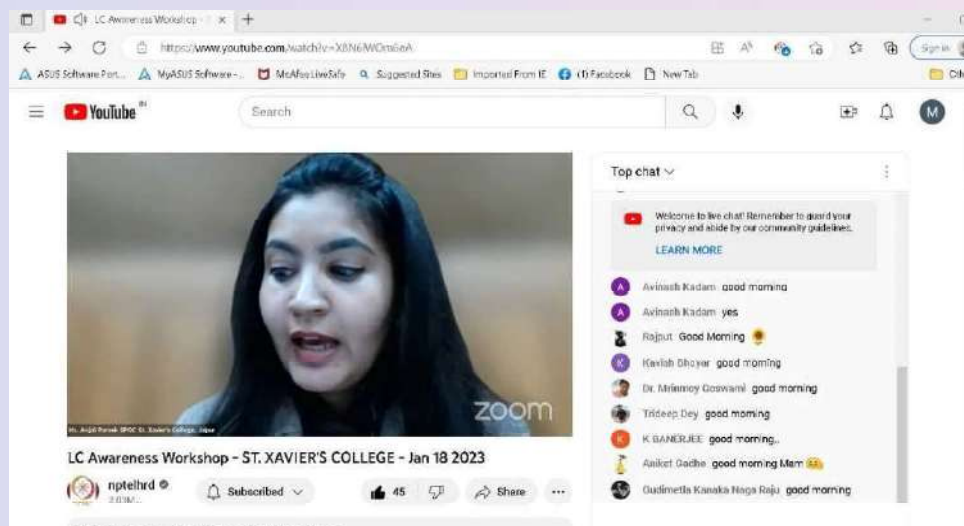 LC Awareness Workshop -
https://www.youtube.com/watch?v=
Sign in
ASUS Software Port...
MyASUS Software -...
McAfee LiveSafe
Suggested Sites
Imported From IE
(1) Facebook
New Tab
YouTube IN
Search
M
zoom
LC Awareness Workshop - ST. XAVIER'S COLLEGE - Jan 18 2023
nptelhrd
Subscribed
45
Share
Top chat
Welcome to live chat! Remember to guard your
privacy and abide by our community guidelines.
LEARN MORE
A Avinash Kadam good morning
A Avinash Kadam yes
Rajput Good Morning 🌻
K good morning
Dr. Mrinmoy Goswami good morning
Trideep Dey good morning
K K BANERJEE good morning..
Aniket Gadhe good morning Mam 😊
Gudimetla Kanaka Naga Raju good morning